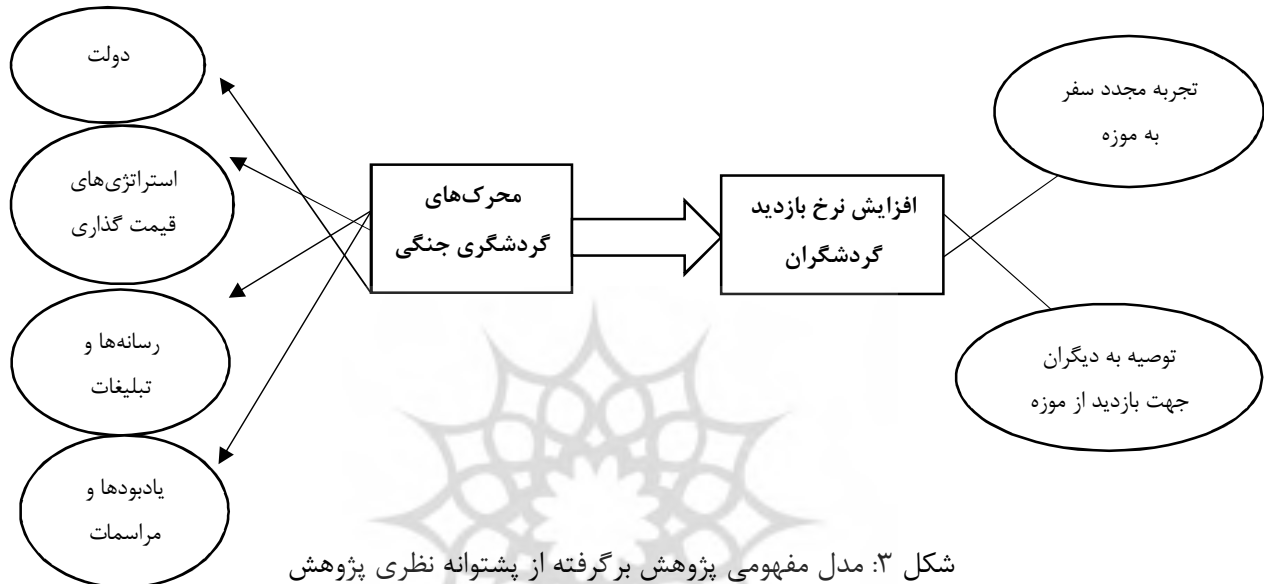 دولت
استراتژی‌های
قیمت گذاری
رسانه‌ها و
تبلیغات
یادبودها و
مراسمات
محرک‌های
گردشگری جنگی
افزایش نرخ بازدید
گردشگران
تجربه مجدد سفر
به موزه
توصیه به دیگران
جهت بازدید از موزه
شکل ۳: مدل مفهومی پژوهش برگرفته از پشتوانه نظری پژوهش